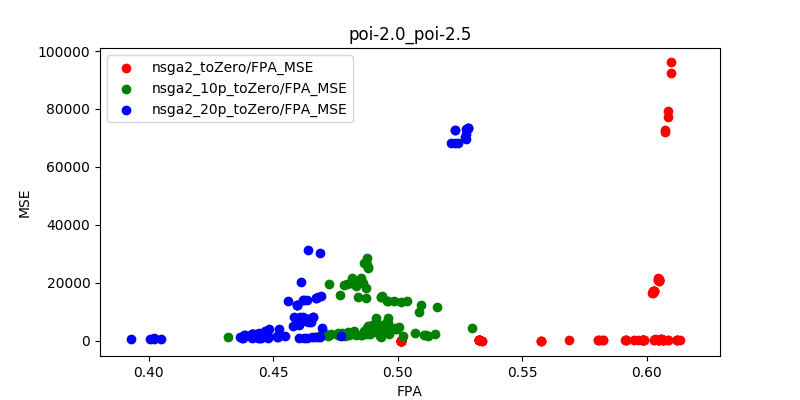 poi-2.0_poi-2.5
nsga2_toZero/FPA_MSE
nsga2_10p_toZero/FPA_MSE
nsga2_20p_toZero/FPA_MSE
100000
80000
60000
40000
20000
0
MSE
0.40 0.45 0.50 0.55 0.60
FPA